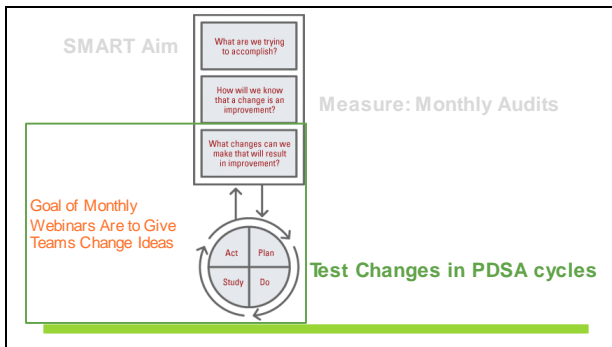 SMART Aim
What are we trying
to accomplish?
How will we know
that a change is an
improvement?
Measure: Monthly Audits
What changes can we
make that will result
in improvement?
Goal of Monthly
Webinars Are to Give
Teams Change Ideas
Act
Plan
Study
Do
Test Changes in PDSA cycles